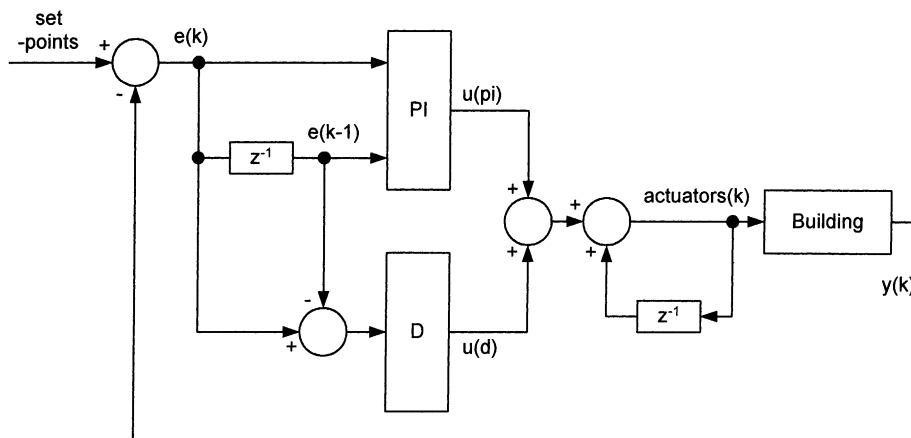 set
-points
+
-
e(k)
PI
u(pi)
e(k-1)
z⁻¹
+
+
+
+
actuators(k)
Building
y(k)
z⁻¹
-
+
D
u(d)